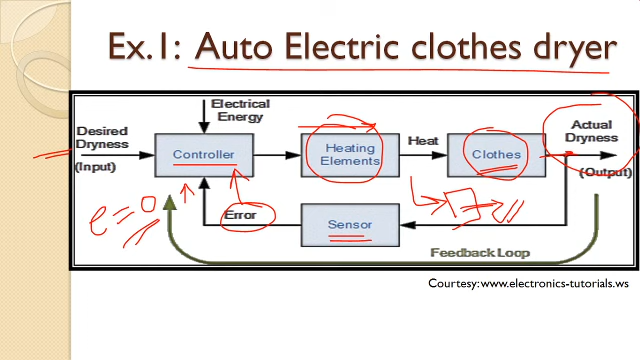 Ex.1: Auto Electric clothes dryer
Electrical
Energy
Desired
Dryness
(Input)
Controller
Heating
Elements
Heat
Clothes
Actual
Dryness
(Output)
e = 0
Error
Sensor
Feedback Loop
Courtesy: www.electronics-tutorials.ws